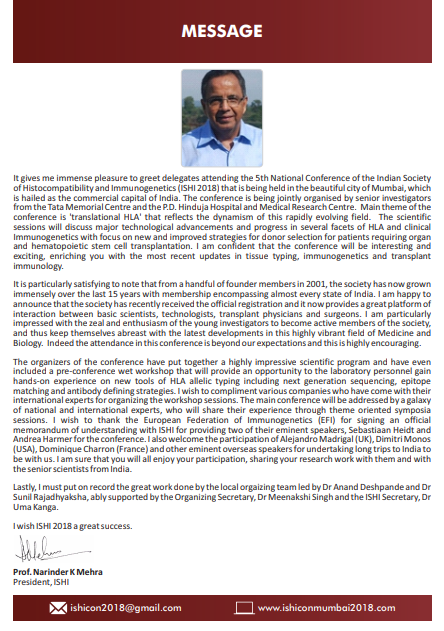 MESSAGE
It gives me immense pleasure to greet delegates attending the 5th National Conference of the Indian Society
of Histocompatibility and Immunogenetics (ISHI 2018) that is being held in the beautiful city of Mumbai, which
is hailed as the commercial capital of India. The conference is being jointly organised by senior investigators
from the Tata Memorial Centre and the P.D. Hinduja Hospital and Medical Research Centre. Main theme of the
conference is 'translational HLA' that reflects the dynamism of this rapidly evolving field. The scientific
sessions will discuss major technological advancements and progress in several facets of HLA and clinical
Immunogenetics with focus on new and improved strategies for donor selection for patients requiring organ
and hematopoietic stem cell transplantation. I am confident that the conference will be interesting and
exciting, enriching you with the most recent updates in tissue typing, immunogenetics and transplant
immunology.
It is particularly satisfying to note that from a handful of founder members in 2001, the society has now grown
immensely over the last 15 years with membership encompassing almost every state of India. I am happy to
announce that the society has recently received the official registration and it now provides a great platform of
interaction between basic scientists, technologists, transplant physicians and surgeons. I am particularly
impressed with the zeal and enthusiasm of the young investigators to become active members of the society,
and thus keep themselves abreast with the latest developments in this highly vibrant field of Medicine and
Biology. Indeed the attendance in this conference is beyond our expectations and this is highly encouraging.
The organizers of the conference have put together a highly impressive scientific program and have even
included a pre-conference wet workshop that will provide an opportunity to the laboratory personnel gain
hands-on experience on new tools of HLA allelic typing including next generation sequencing, epitope
matching and antibody defining strategies. I wish to compliment various companies who have come with their
international experts for organizing the workshop sessions. The main conference will be addressed by a galaxy
of national and international experts, who will share their experience through theme oriented symposia
sessions. I wish to thank the European Federation of Immunogenetics (EFI) for signing an official
memorandum of understanding with ISHI for providing two of their eminent speakers, Sebastiaan Heidt and
Andrea Harmer for the conference. I also welcome the participation of Alejandro Madrigal (UK), Dimitri Monos
(USA), Dominique Charron (France) and other eminent overseas speakers for undertaking long trips to India to
be with us. I am sure that you will all enjoy your participation, sharing your research work with them and with
the senior scientists from India.
Lastly, I must put on record the great work done by the local orgaizing team led by Dr Anand Deshpande and Dr
Sunil Rajadhyaksha, ably supported by the Organizing Secretary, Dr Meenakshi Singh and the ISHI Secretary, Dr
Uma Kanga.
I wish ISHI 2018 a great success.
Prof. Narinder K Mehra
President, ISHI
ishicon2018@gmail.com
www.ishiconmumbai2018.com